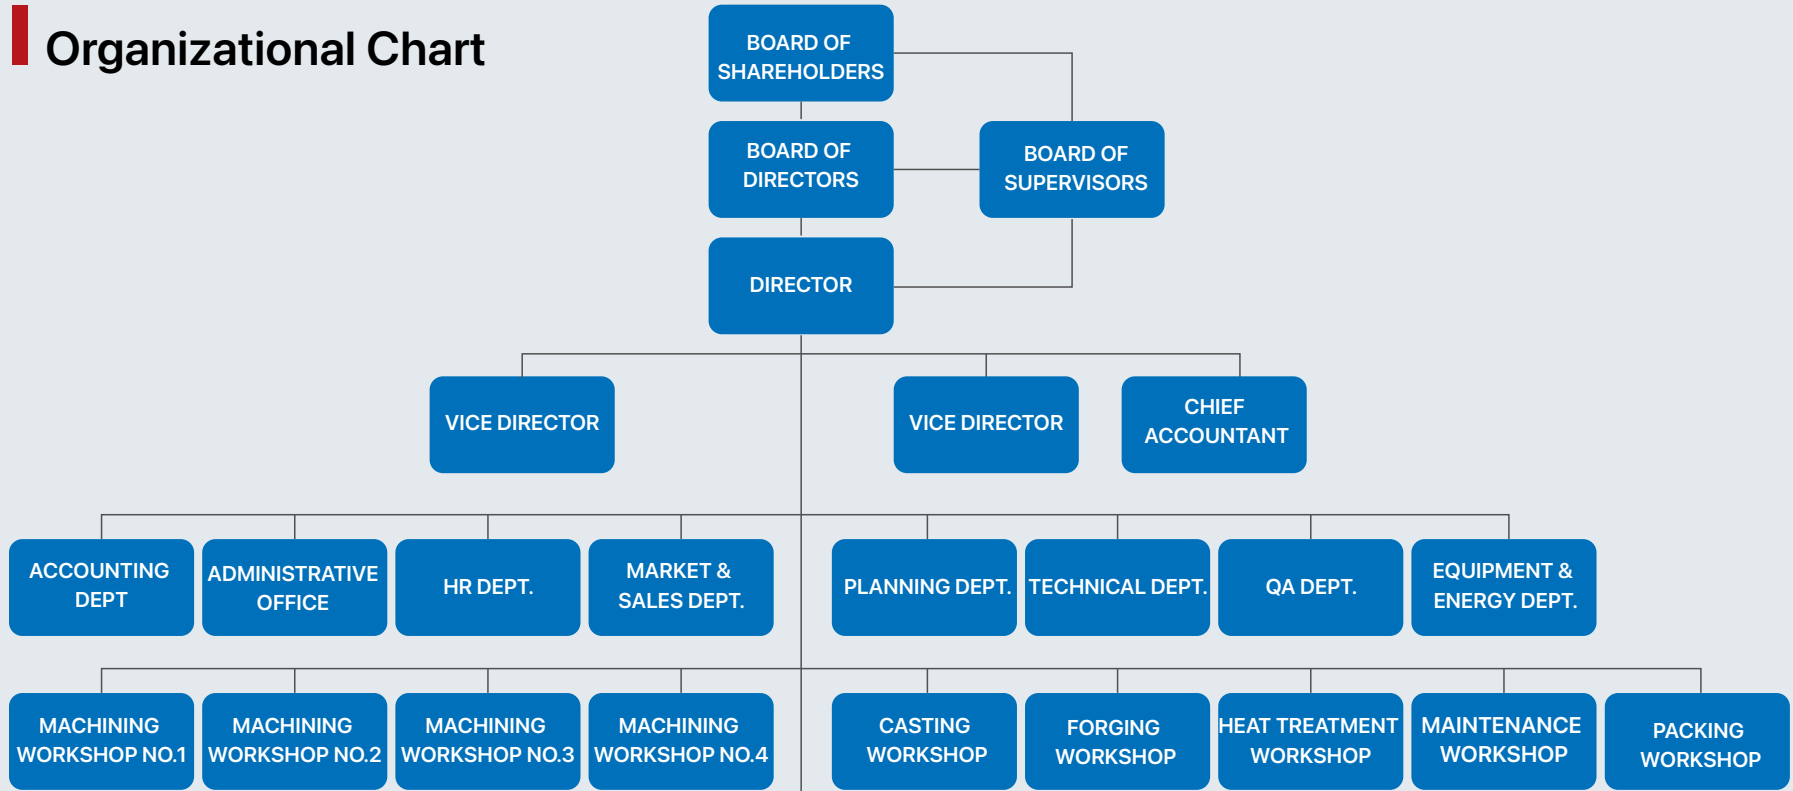 Organizational Chart
BOARD OF
SHAREHOLDERS
BOARD OF
DIRECTORS
BOARD OF
SUPERVISORS
DIRECTOR
VICE DIRECTOR
VICE DIRECTOR
CHIEF
ACCOUNTANT
ACCOUNTING
DEPT
ADMINISTRATIVE
OFFICE
HR DEPT.
MARKET &
SALES DEPT.
PLANNING DEPT.
TECHNICAL DEPT.
QA DEPT.
EQUIPMENT &
ENERGY DEPT.
MACHINING
WORKSHOP NO.1
MACHINING
WORKSHOP NO.2
MACHINING
WORKSHOP NO.3
MACHINING
WORKSHOP NO.4
CASTING
WORKSHOP
FORGING
WORKSHOP
HEAT TREATMENT
WORKSHOP
MAINTENANCE
WORKSHOP
PACKING
WORKSHOP